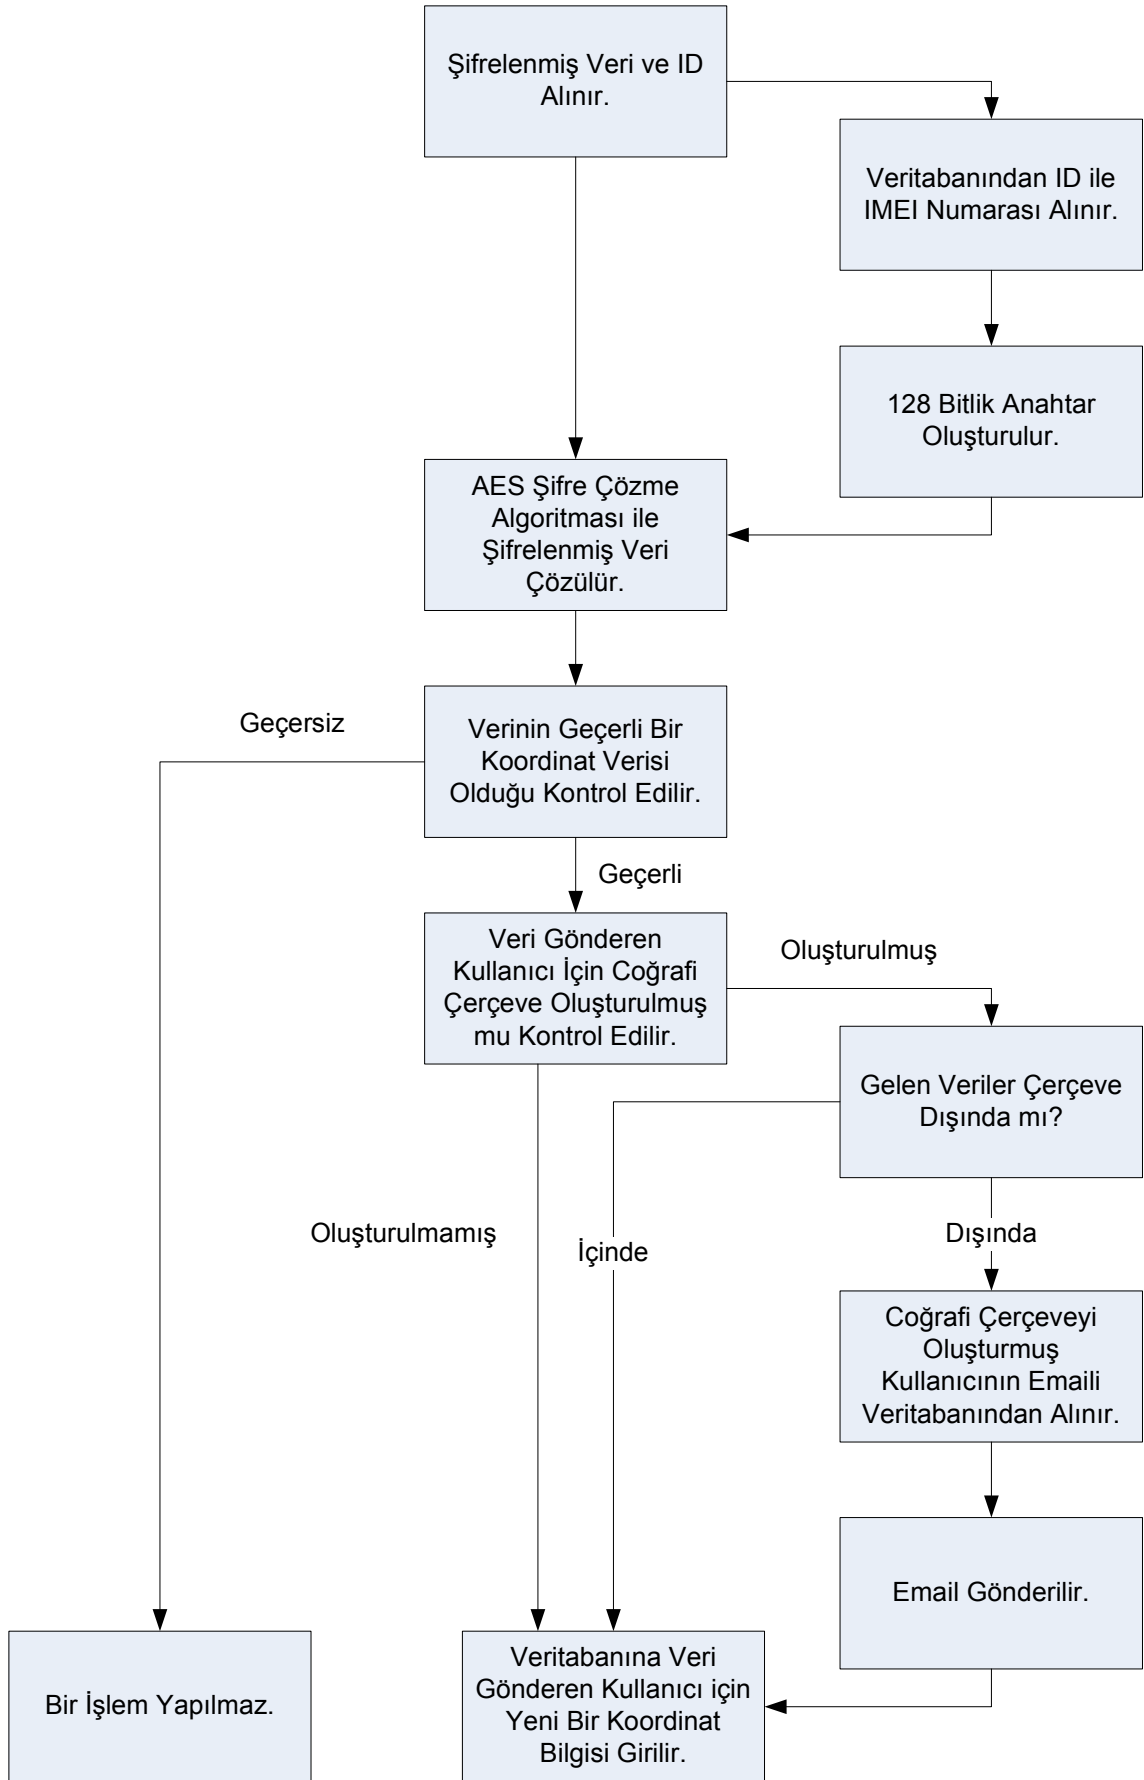 Şifrelenmiş Veri ve ID
Alınır.
Veritabanından ID ile
IMEI Numarası Alınır.
128 Bitlik Anahtar
Oluşturulur.
AES Şifre Çözme
Algoritması ile
Şifrelenmiş Veri
Çözülür.
Geçersiz
Verinin Geçerli Bir
Koordinat Verisi
Olduğu Kontrol Edilir.
Geçerli
Veri Gönderen
Kullanıcı İçin Coğrafi
Çerçeve Oluşturulmuş
mu Kontrol Edilir.
Oluşturulmuş
Gelen Veriler Çerçeve
Dışında mı?
Oluşturulmamış
İçinde
Dışında
Coğrafi Çerçeveyi
Oluşturmuş
Kullanıcının Emaili
Veritabanından Alınır.
Email Gönderilir.
Bir İşlem Yapılmaz.
Veritabanına Veri
Gönderen Kullanıcı için
Yeni Bir Koordinat
Bilgisi Girilir.